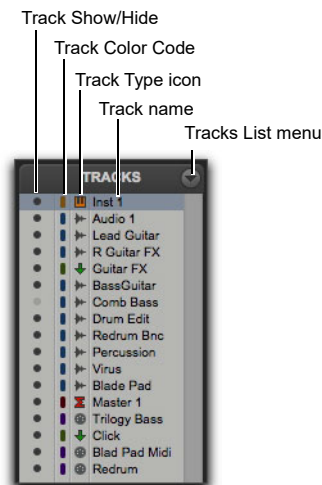 Track Show/Hide
Track Color Code
Track Type icon
Track name
Tracks List menu
TRACKS
Inst 1
Audio 1
Lead Guitar
R Guitar FX
Guitar FX
BassGuitar
Comb Bass
Drum Edit
Redrum Bnc
Percussion
Virus
Blade Pad
Master 1
Trilogy Bass
Click
Blad Pad Midi
Redrum